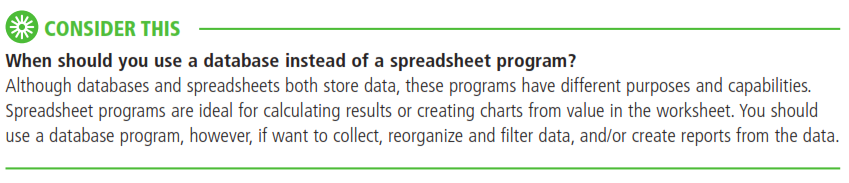 CONSIDER THIS
When should you use a database instead of a spreadsheet program?
Although databases and spreadsheets both store data, these programs have different purposes and capabilities.
Spreadsheet programs are ideal for calculating results or creating charts from value in the worksheet. You should
use a database program, however, if want to collect, reorganize and filter data, and/or create reports from the data.